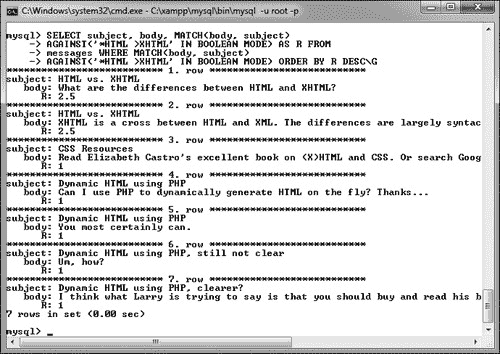 C:\Windows\system32\cmd.exe - C:\xampp\mysql\bin\mysql -u root -p
mysql> SELECT subject, body, MATCH(body, subject)
-> AGAINST('*HTML >XHTML' IN BOOLEAN MODE) AS R FROM
-> messages WHERE MATCH(body, subject)
-> AGAINST('*HTML >XHTML' IN BOOLEAN MODE) ORDER BY R DESC\G
*************************** 1. row ***************************
subject: HTML vs. XHTML
body: What are the differences between HTML and XHTML?
R: 2.5
*************************** 2. row ***************************
subject: HTML vs. XHTML
body: XHTML is a cross between HTML and XML. The differences are largely syntac
R: 2.5
*************************** 3. row ***************************
subject: CSS Resources
body: Read Elizabeth Castro's excellent book on (X)HTML and CSS. Or search Goog
R: 1
*************************** 4. row ***************************
subject: Dynamic HTML using PHP
body: Can I use PHP to dynamically generate HTML on the fly? Thanks...
R: 1
*************************** 5. row ***************************
subject: Dynamic HTML using PHP
body: You most certainly can.
R: 1
*************************** 6. row ***************************
subject: Dynamic HTML using PHP, still not clear
body: Um, how?
R: 1
*************************** 7. row ***************************
subject: Dynamic HTML using PHP, clearer?
body: I think what Larry is trying to say is that you should buy and read his b
R: 1
7 rows in set (0.00 sec)
mysql> _